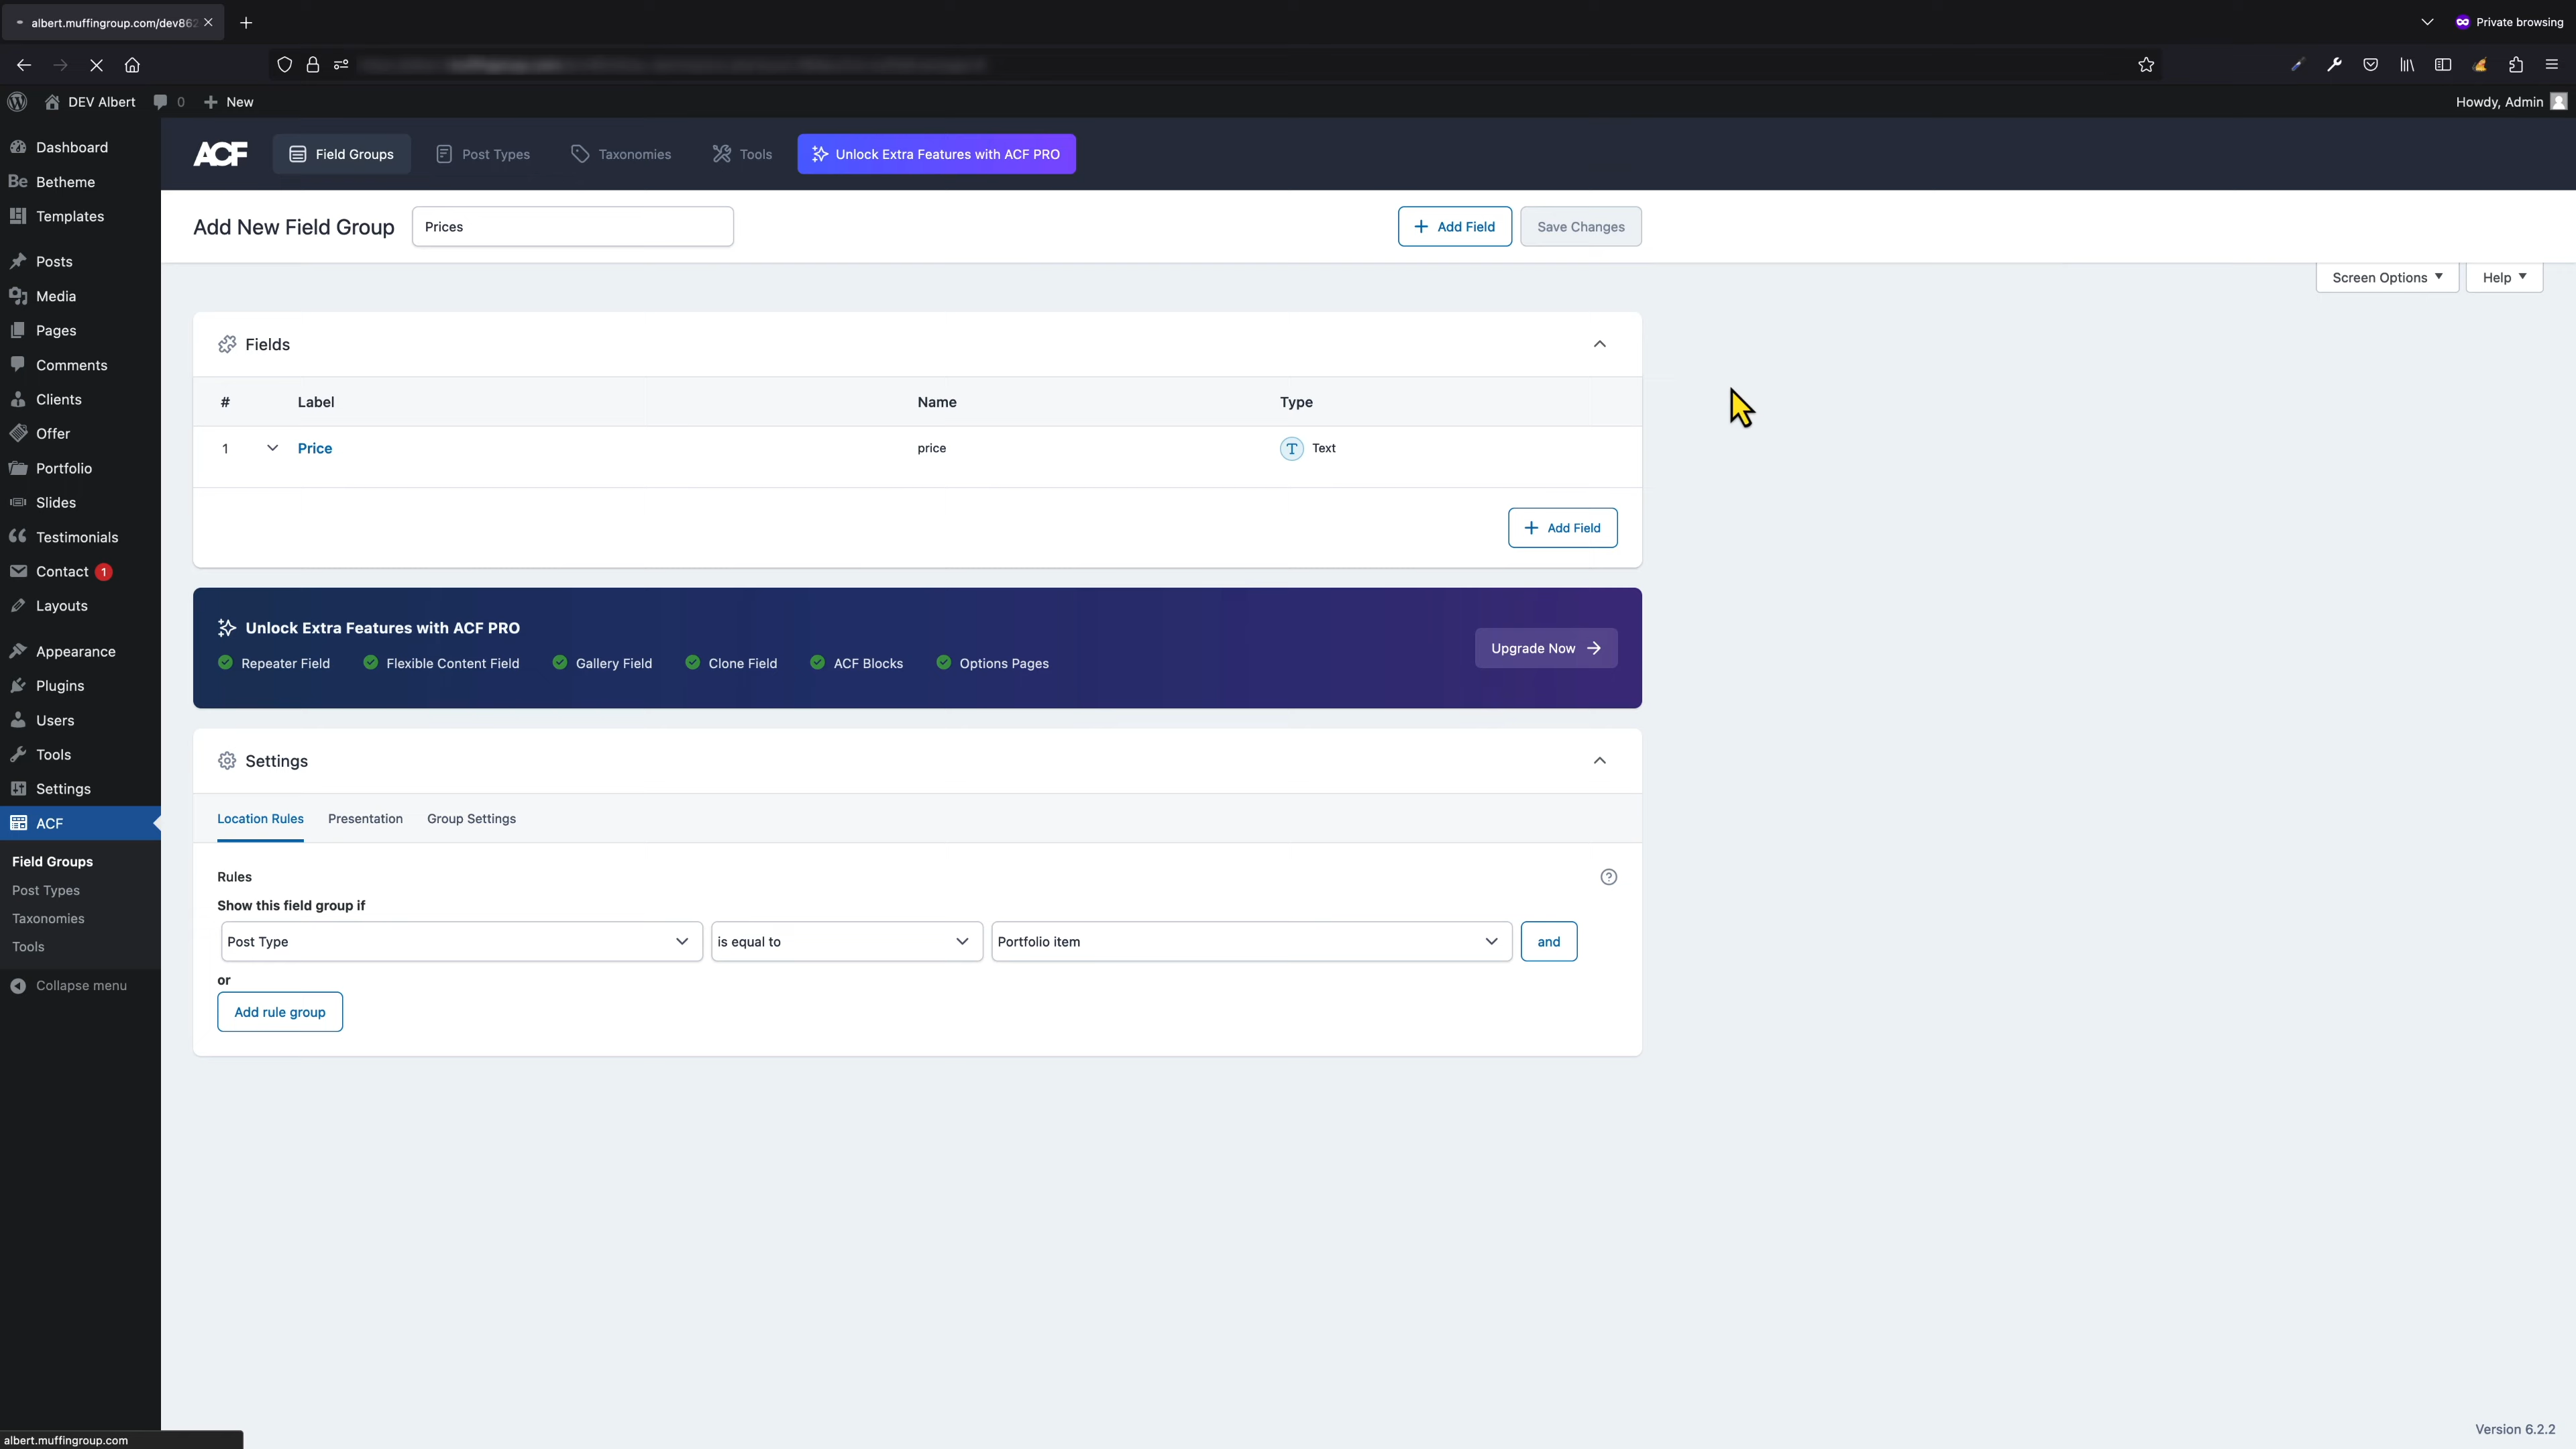 albert.muffingroup.com/dev862
Private browsing
DEV Albert
0
New
Howdy, Admin
Dashboard
Be Betheme
Templates
Posts
Media
Pages
Comments
Clients
Offer
Portfolio
Slides
Testimonials
Contact 1
Layouts
Appearance
Plugins
Users
Tools
Settings
ACF
Field Groups
Post Types
Taxonomies
Tools
Collapse menu
ACF
Field Groups
Post Types
Taxonomies
Tools
Unlock Extra Features with ACF PRO
Add New Field Group
Prices
Add Field
Save Changes
Screen Options
Help
Fields
# Label Name Type
1 Price price T Text
Add Field
Unlock Extra Features with ACF PRO
Repeater Field Flexible Content Field Gallery Field Clone Field ACF Blocks Options Pages
Upgrade Now
Settings
Location Rules Presentation Group Settings
Rules
Show this field group if
Post Type is equal to Portfolio item and
or
Add rule group
Version 6.2.2
albert.muffingroup.com